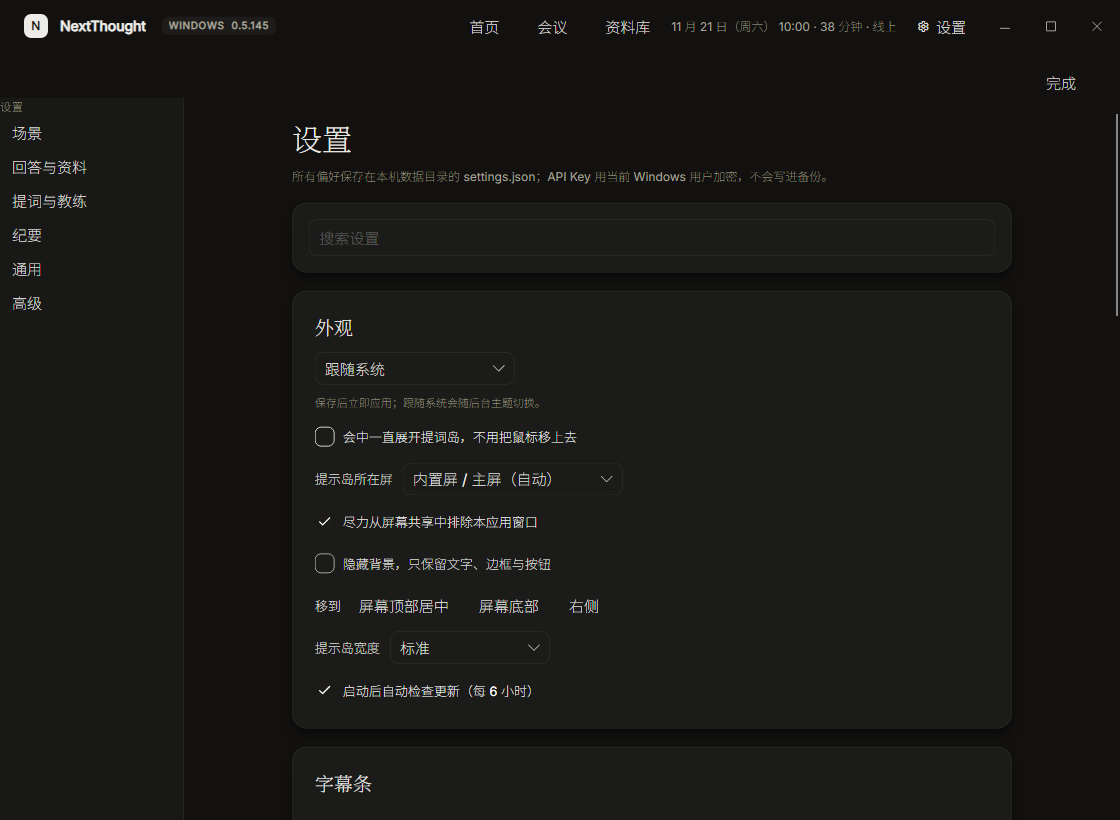 N NextThought WINDOWS 0.5.145 首页 会议 资料库 11 月 21 日（周六） 10:00 · 38 分钟 · 线上 设置
完成
设置
场景
回答与资料
提词与教练
纪要
通用
高级
设置
所有偏好保存在本机数据目录的 settings.json；API Key 用当前 Windows 用户加密，不会写进备份。
搜索设置
外观
跟随系统
保存后立即应用；跟随系统会随后台主题切换。
会中一直展开提词岛，不用把鼠标移上去
提示岛所在屏 内置屏 / 主屏（自动）
尽力从屏幕共享中排除本应用窗口
隐藏背景，只保留文字、边框与按钮
移到 屏幕顶部居中 屏幕底部 右侧
提示岛宽度 标准
启动后自动检查更新（每 6 小时）
字幕条